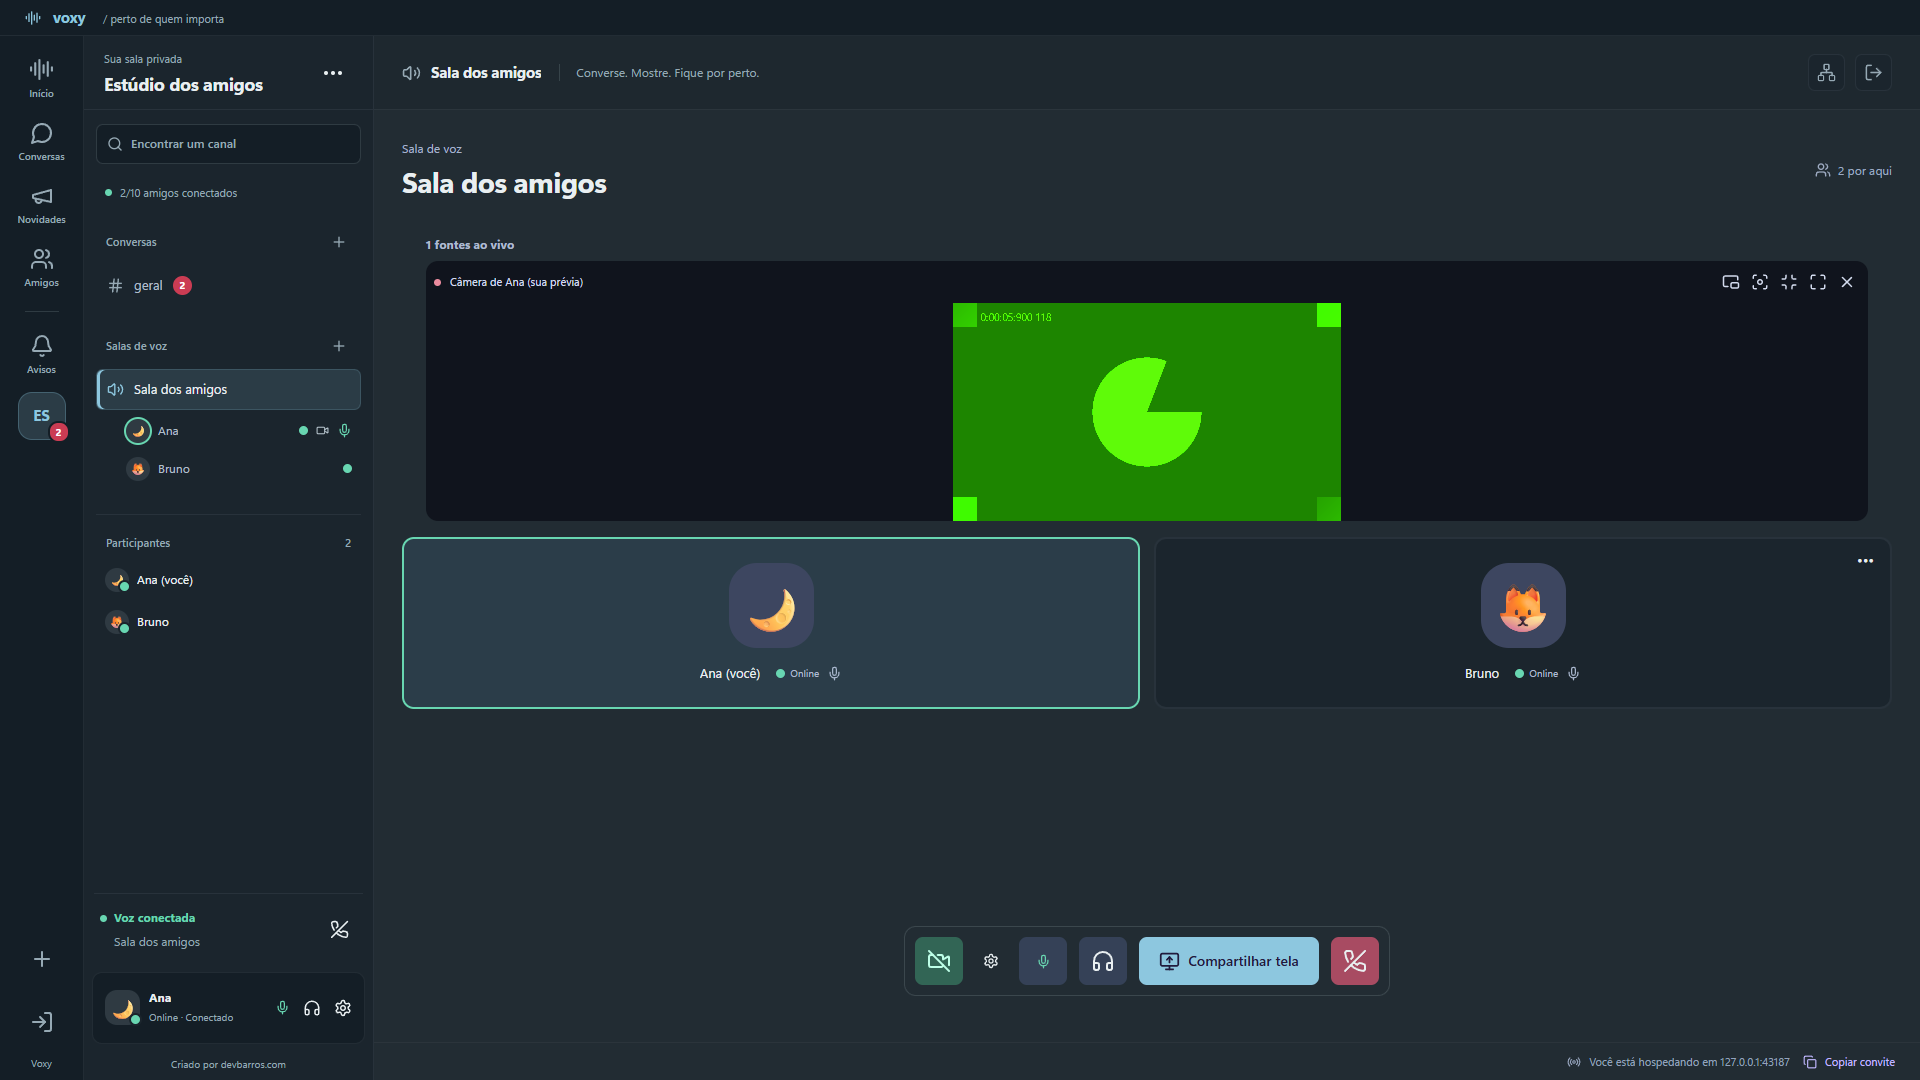 voxy / perto de quem importa
Início
Conversas
Novidades
Amigos
Avisos
ES
2
Voxy
Sua sala privada
Estúdio dos amigos
Encontrar um canal
2/10 amigos conectados
Conversas
# geral 2
Salas de voz
Sala dos amigos
Ana
Bruno
Participantes 2
Ana (você)
Bruno
Voz conectada
Sala dos amigos
Ana
Online · Conectado
Criado por devbarros.com
Sala dos amigos Converse. Mostre. Fique por perto.
Sala de voz
Sala dos amigos
2 por aqui
1 fontes ao vivo
Câmera de Ana (sua prévia)
0:00:05:900 118
Ana (você) Online
Bruno Online
Compartilhar tela
Você está hospedando em 127.0.0.1:43187 Copiar convite